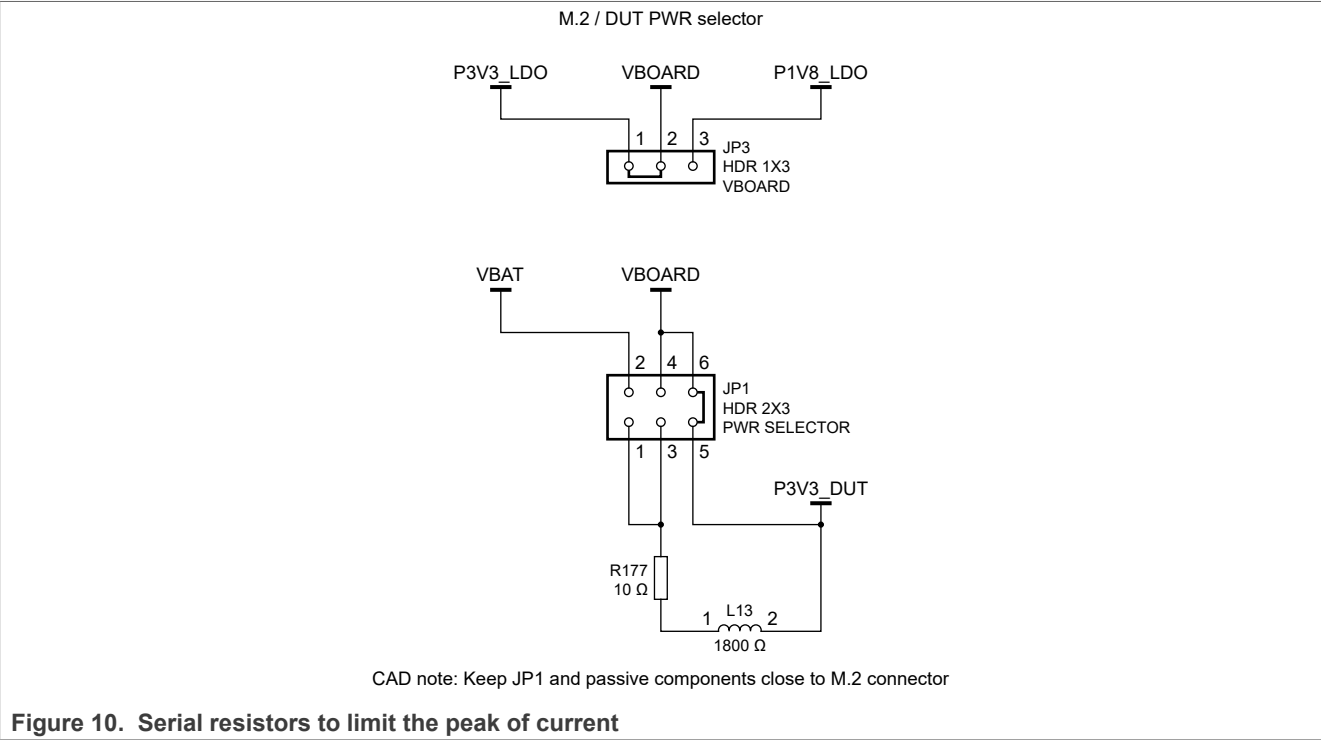 M.2 / DUT PWR selector
P3V3_LDO VBOARD P1V8_LDO
1 2 3
JP3
HDR 1X3
VBOARD
VBAT VBOARD
2 4 6
JP1
HDR 2X3
PWR SELECTOR
1 3 5
P3V3_DUT
R177
10 Ω
1 L13 2
1800 Ω
CAD note: Keep JP1 and passive components close to M.2 connector
Figure 10. Serial resistors to limit the peak of current